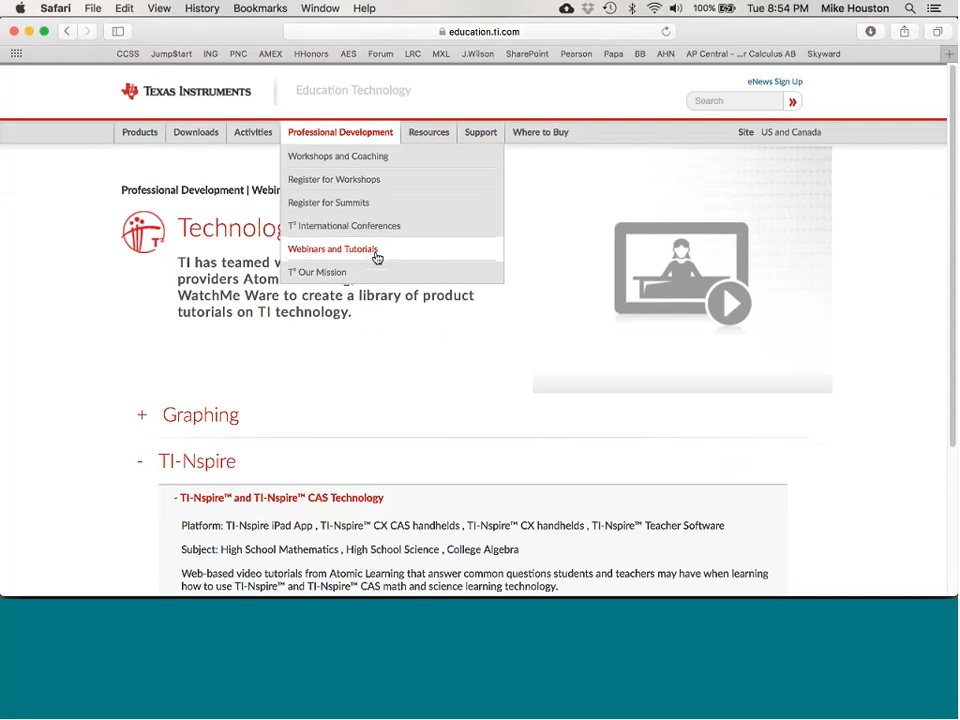 Safari File Edit View History Bookmarks Window Help 100% Tue 8:54 PM Mike Houston
education.ti.com
CCSS Jump$tart ING PNC AMEX HHonors AES Forum LRC MXL J.Wilson SharePoint Pearson Papa BB AHN AP Central - ...r Calculus AB Skyward
eNews Sign Up
TEXAS INSTRUMENTS Education Technology
Search
Products Downloads Activities Professional Development Resources Support Where to Buy Site US and Canada
Workshops and Coaching
Register for Workshops
Professional Development | Webin
Register for Summits
T³ International Conferences
Technolog
Webinars and Tutorials
TI has teamed w
T³ Our Mission
providers Atom
WatchMe Ware to create a library of product
tutorials on TI technology.
+ Graphing
- TI-Nspire
- TI-Nspire™ and TI-Nspire™ CAS Technology
Platform: TI-Nspire iPad App , TI-Nspire™ CX CAS handhelds , TI-Nspire™ CX handhelds , TI-Nspire™ Teacher Software
Subject: High School Mathematics , High School Science , College Algebra
Web-based video tutorials from Atomic Learning that answer common questions students and teachers may have when learning
how to use TI-Nspire™ and TI-Nspire™ CAS math and science learning technology.